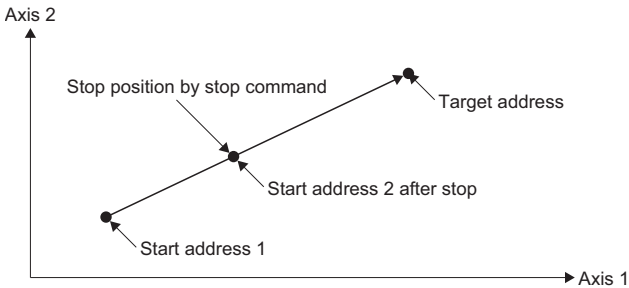 Axis 2
Stop position by stop command
Target address
Start address 2 after stop
Start address 1
Axis 1